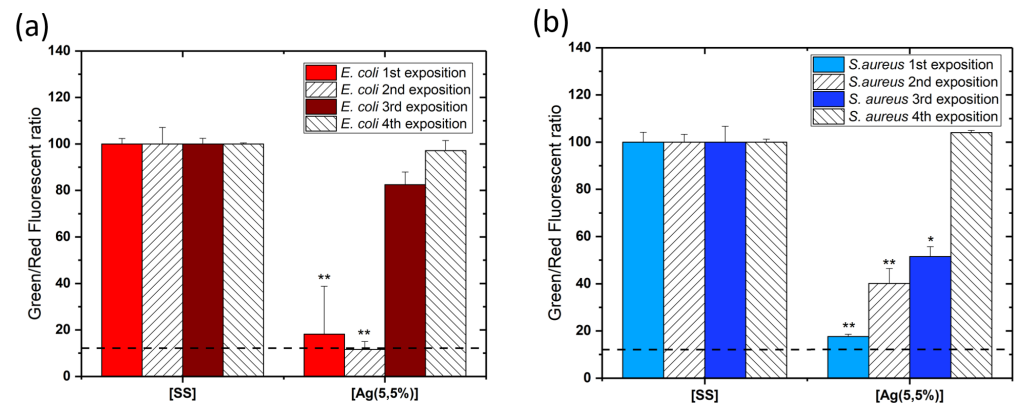 (a)
Green/Red Fluorescent ratio
140
120
100
80
60
40
20
0
E. coli 1st exposition
E. coli 2nd exposition
E. coli 3rd exposition
E. coli 4th exposition
**
**
[SS]
[Ag(5,5%)]
(b)
Green/Red Fluorescent ratio
140
120
100
80
60
40
20
0
S.aureus 1st exposition
S.aureus 2nd exposition
S. aureus 3rd exposition
S. aureus 4th exposition
**
**
*
[SS]
[Ag(5,5%)]